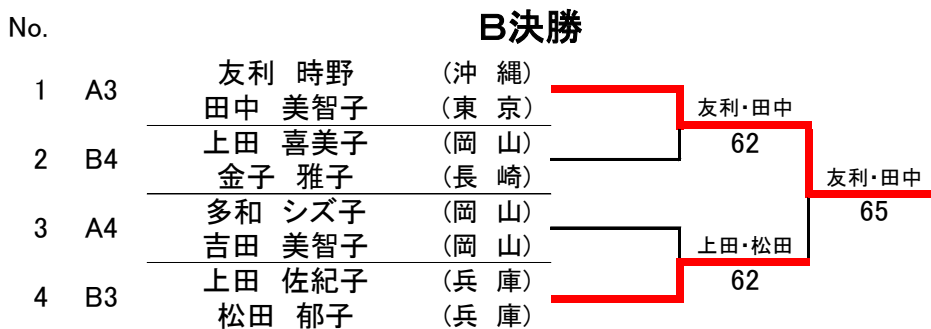 No. B決勝
1 A3 友利 時野 (沖 縄)
田中 美智子 (東 京)
2 B4 上田 喜美子 (岡 山)
金子 雅子 (長 崎)
3 A4 多和 シズ子 (岡 山)
吉田 美智子 (岡 山)
4 B3 上田 佐紀子 (兵 庫)
松田 郁子 (兵 庫)
友利・田中
62
上田・松田
62
友利・田中
65